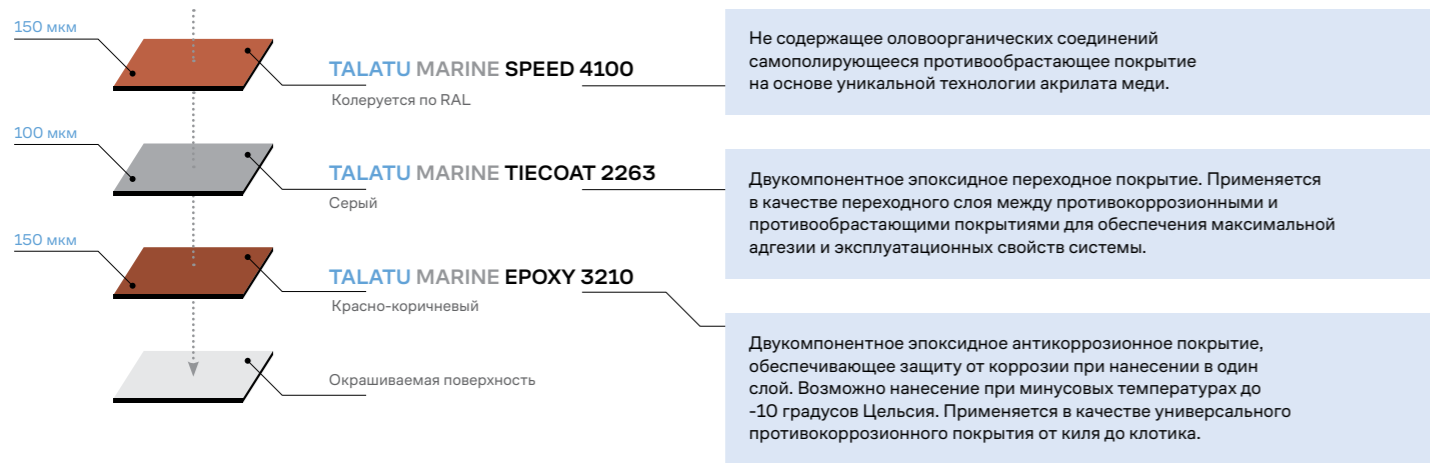 150 мкм
TALATU MARINE SPEED 4100
Колеруется по RAL
Не содержащее оловоорганических соединений
самополирующееся противообрастающее покрытие
на основе уникальной технологии акрилата меди.
100 мкм
TALATU MARINE TIECOAT 2263
Серый
Двукомпонентное эпоксидное переходное покрытие. Применяется
в качестве переходного слоя между противокоррозионными и
противообрастающими покрытиями для обеспечения максимальной
адгезии и эксплуатационных свойств системы.
150 мкм
TALATU MARINE EPOXY 3210
Красно-коричневый
Двукомпонентное эпоксидное антикоррозионное покрытие,
обеспечивающее защиту от коррозии при нанесении в один
слой. Возможно нанесение при минусовых температурах до
-10 градусов Цельсия. Применяется в качестве универсального
противокоррозионного покрытия от киля до клотика.
Окрашиваемая поверхность